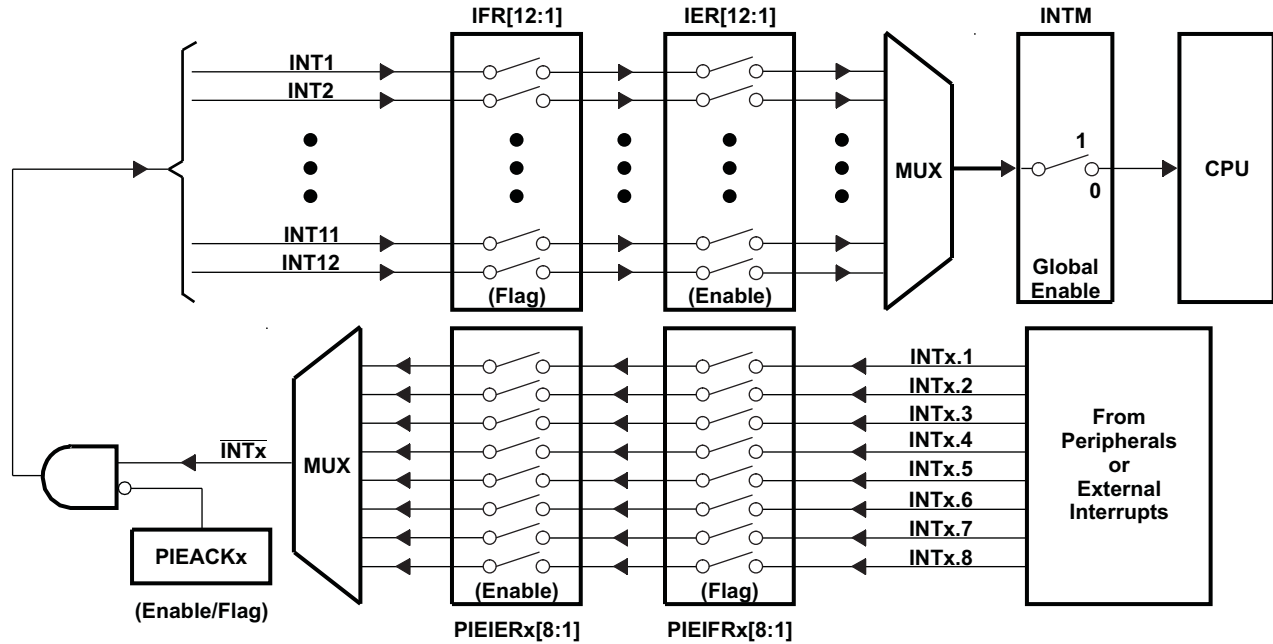 IFR[12:1]
IER[12:1]
INTM
INT1
INT2
1
MUX
CPU
0
INT11
INT12
Global
Enable
(Flag)
(Enable)
INTx.1
INTx.2
INTx.3
From
INTx.4
Peripherals
INTx
MUX
or
INTx.5
External
INTx.6
Interrupts
INTx.7
PIEACKx
INTx.8
(Enable)
(Flag)
(Enable/Flag)
PIEIERx[8:1]
PIEIFRx[8:1]